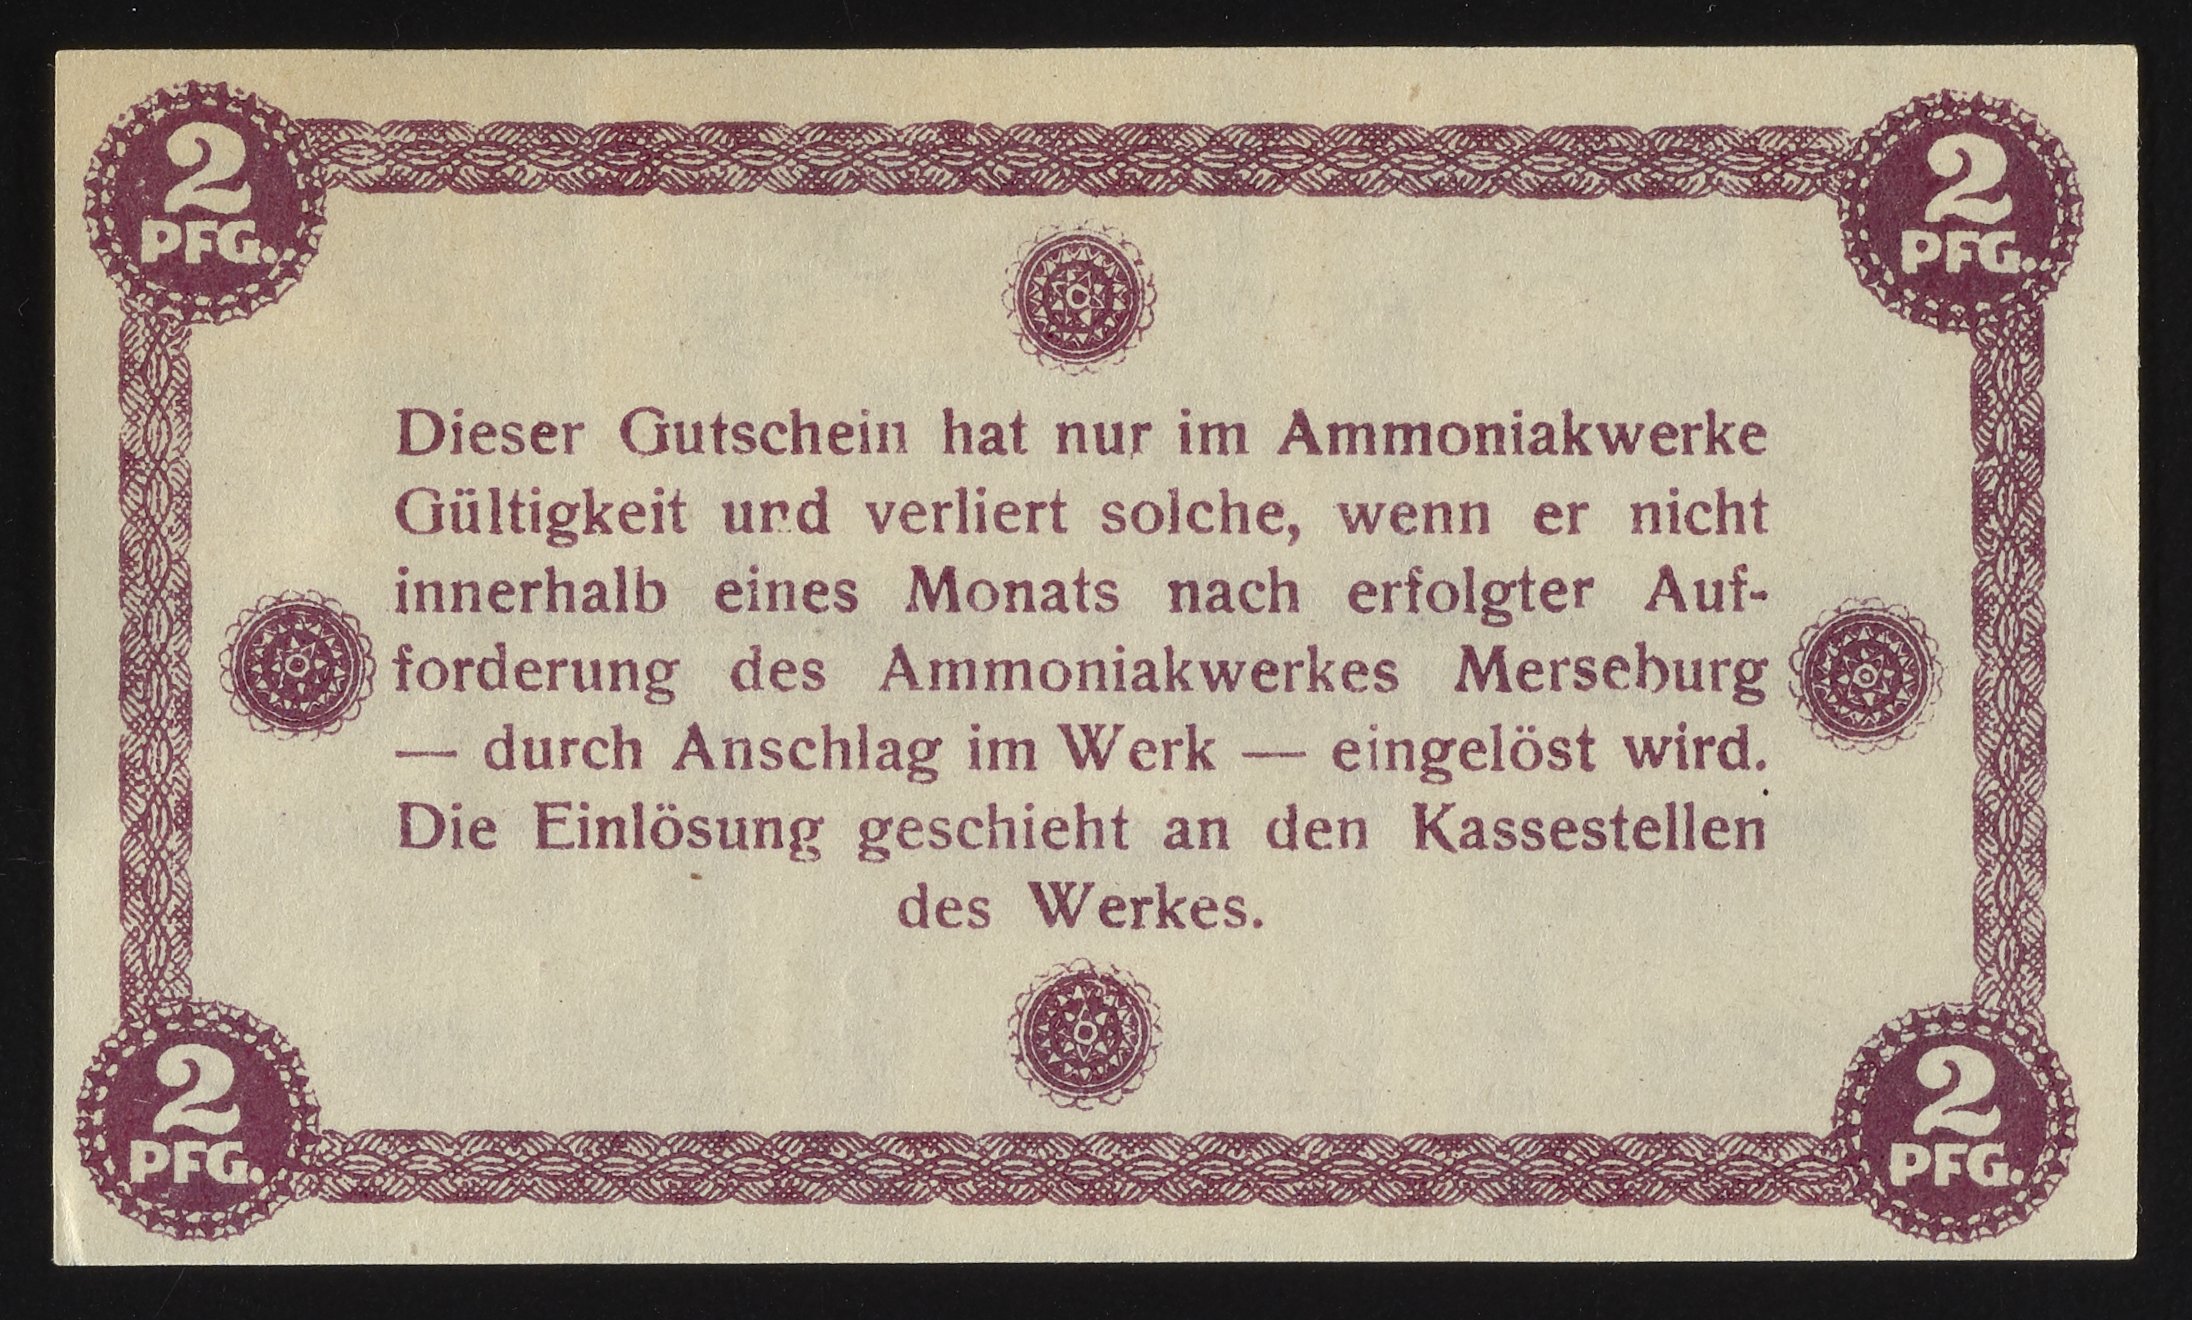 2
PFG.
2
PFG.
Dieser Gutschein hat nur im Ammoniakwerke
Gültigkeit und verliert solche, wenn er nicht
innerhalb eines Monats nach erfolgter Auf-
forderung des Ammoniakwerkes Merseburg
— durch Anschlag im Werk — eingelöst wird.
Die Einlösung geschieht an den Kassestellen
des Werkes.
2
PFG.
2
PFG.